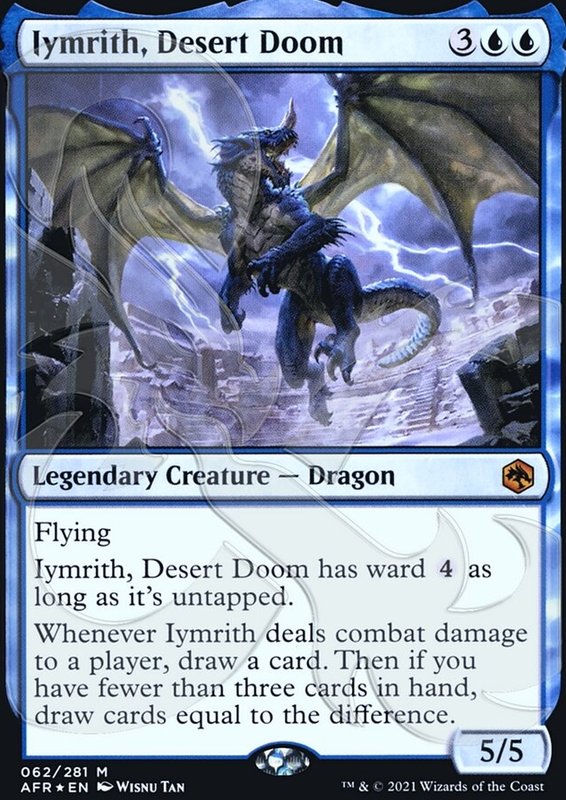 Iymrith, Desert Doom 3
Legendary Creature — Dragon
Flying
Iymrith, Desert Doom has ward 4 as
long as it's untapped.
Whenever Iymrith deals combat damage
to a player, draw a card. Then if you
have fewer than three cards in hand,
draw cards equal to the difference.
5/5
062/281 M
AFR★EN Wisnu Tan
™ & © 2021 Wizards of the Coast